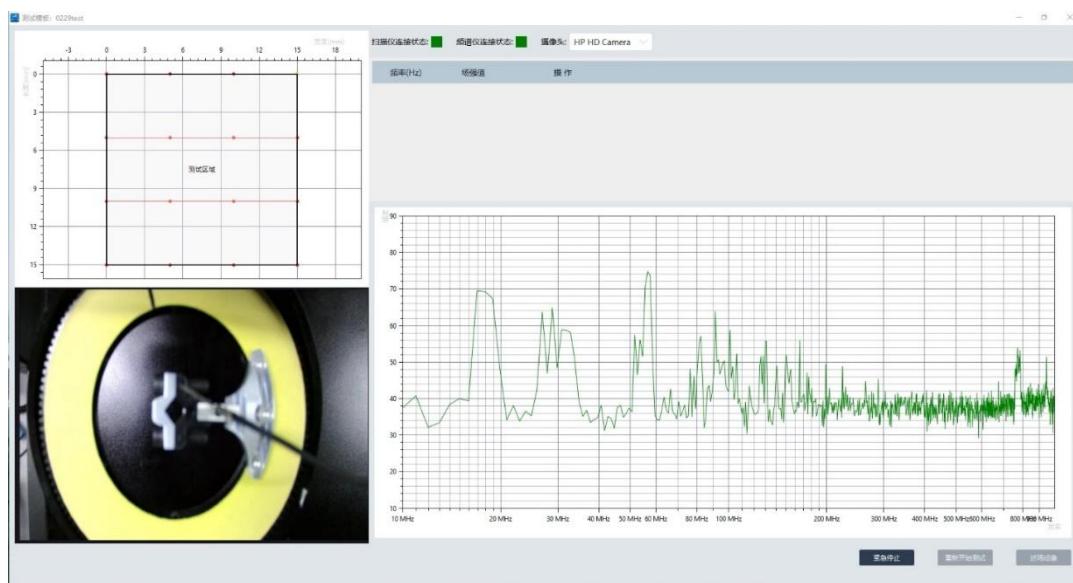 测试模板: 0229test
扫描仪连接状态: 频谱仪连接状态: 摄像头: HP HD Camera
宽度(mm)
-3 0 3 6 9 12 15 18
0
3
6
9
12
15
测试区域
频率(Hz) 场强值 操作
90
80
70
60
50
40
30
20
10
10 MHz 20 MHz 30 MHz 40 MHz 50 MHz 60 MHz 80 MHz 100 MHz 200 MHz 300 MHz 400 MHz 500 MHz 600 MHz 800 MHz
频率
紧急停止 重新开始测试